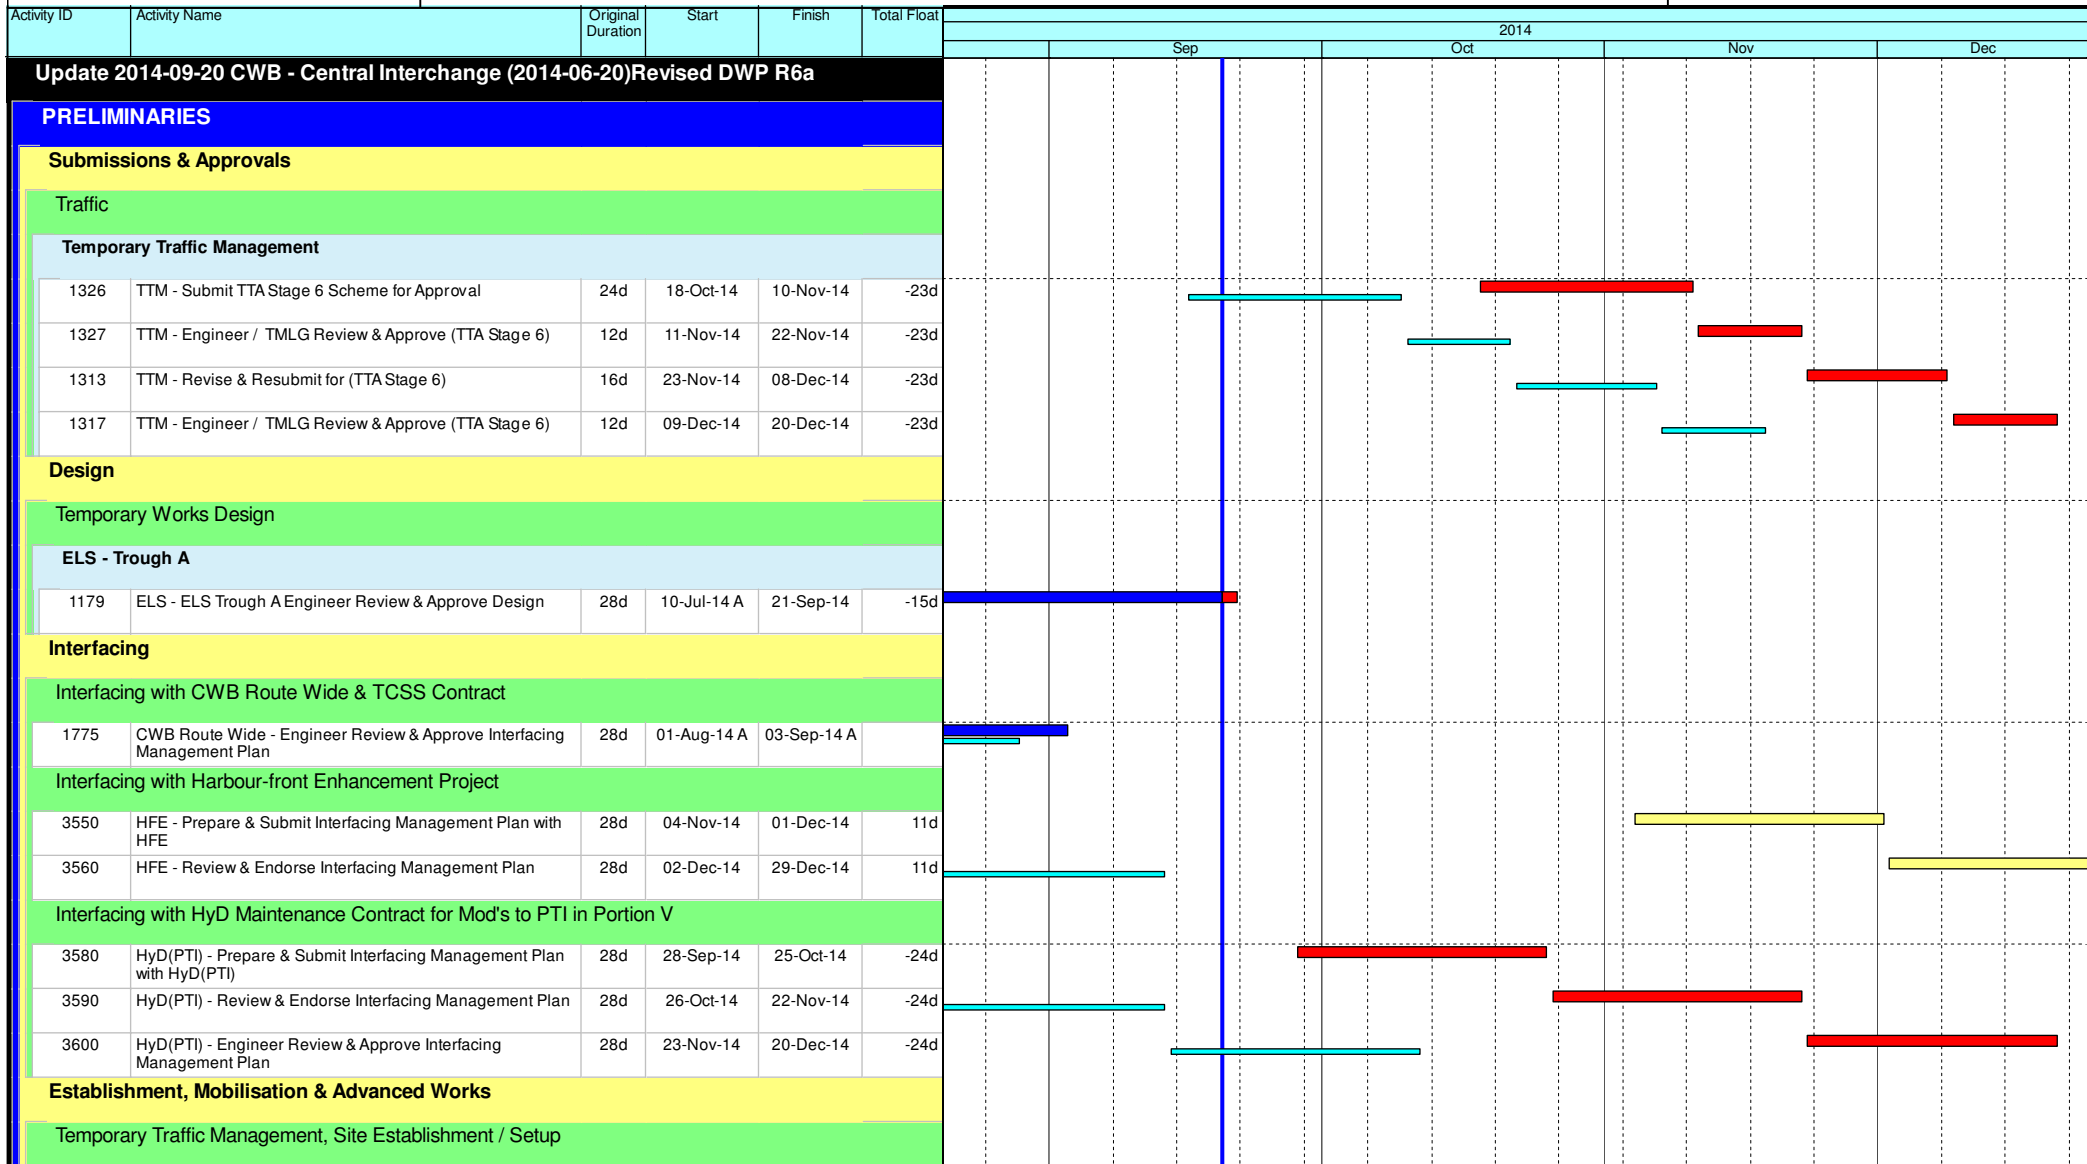 Activity ID Activity Name Original Start Finish Total Float
Duration
2014
Sep Oct Nov Dec
Update 2014-09-20 CWB - Central Interchange (2014-06-20)Revised DWP R6a
PRELIMINARIES
Submissions & Approvals
Traffic
Temporary Traffic Management
1326 TTM - Submit TTA Stage 6 Scheme for Approval 24d 18-Oct-14 10-Nov-14 -23d
1327 TTM - Engineer / TMLG Review & Approve (TTA Stage 6) 12d 11-Nov-14 22-Nov-14 -23d
1313 TTM - Revise & Resubmit for (TTA Stage 6) 16d 23-Nov-14 08-Dec-14 -23d
1317 TTM - Engineer / TMLG Review & Approve (TTA Stage 6) 12d 09-Dec-14 20-Dec-14 -23d
Design
Temporary Works Design
ELS - Trough A
1179 ELS - ELS Trough A Engineer Review & Approve Design 28d 10-Jul-14 A 21-Sep-14 -15d
Interfacing
Interfacing with CWB Route Wide & TCSS Contract
1775 CWB Route Wide - Engineer Review & Approve Interfacing 28d 01-Aug-14 A 03-Sep-14 A
Management Plan
Interfacing with Harbour-front Enhancement Project
3550 HFE - Prepare & Submit Interfacing Management Plan with 28d 04-Nov-14 01-Dec-14 11d
HFE
3560 HFE - Review & Endorse Interfacing Management Plan 28d 02-Dec-14 29-Dec-14 11d
Interfacing with HyD Maintenance Contract for Mod's to PTI in Portion V
3580 HyD(PTI) - Prepare & Submit Interfacing Management Plan 28d 28-Sep-14 25-Oct-14 -24d
with HyD(PTI)
3590 HyD(PTI) - Review & Endorse Interfacing Management Plan 28d 26-Oct-14 22-Nov-14 -24d
3600 HyD(PTI) - Engineer Review & Approve Interfacing 28d 23-Nov-14 20-Dec-14 -24d
Management Plan
Establishment, Mobilisation & Advanced Works
Temporary Traffic Management, Site Establishment / Setup